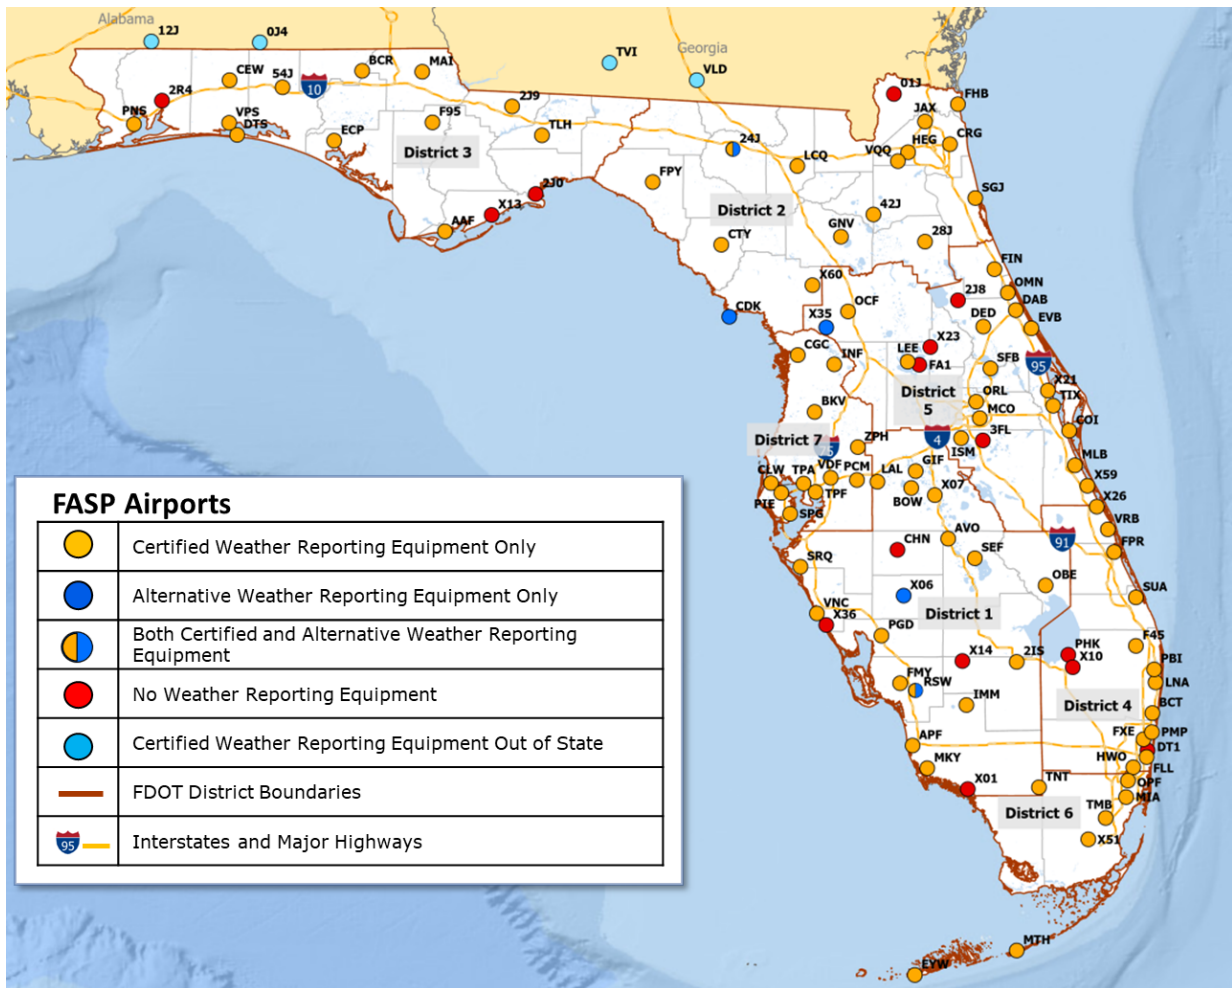 Alabama
12J
0J4
TVI
Georgia
VLD
BCR
MAI
CEW
54J
10
2R4
2J9
01J
FHB
PNS
VPS
DTS
F95
TLH
ECP
District 3
24J
JAX
HEG
CRG
VQQ
LCQ
FPY
2J0
X13
AAF
District 2
42J
SGJ
CTY
GNV
28J
X60
FIN
OMN
2J8
DAB
CDK
X35
OCF
DED
EVB
X23
CGC
INF
LEE
FA1
SFB
95
X21
TIX
BKV
District
5
ORL
MCO
COI
District 7
75
ZPH
4
3FL
ISM
MLB
CLW
TPA
VDF
PCM
LAL
GIF
X59
PIE
TPF
BOW
X07
X26
SPG
VRB
AVO
91
FPR
CHN
SEF
SRQ
OBE
X06
SUA
VNC
X36
District 1
PGD
F45
X14
2IS
PHK
X10
PBI
FMY
RSW
LNA
IMM
District 4
BCT
APF
FXE
PMP
DT1
MKY
HWO
FLL
X01
TNT
OPF
MIA
District 6
TMB
X51
MTH
EYW
FASP Airports
Certified Weather Reporting Equipment Only
Alternative Weather Reporting Equipment Only
Both Certified and Alternative Weather Reporting
Equipment
No Weather Reporting Equipment
Certified Weather Reporting Equipment Out of State
FDOT District Boundaries
95
Interstates and Major Highways